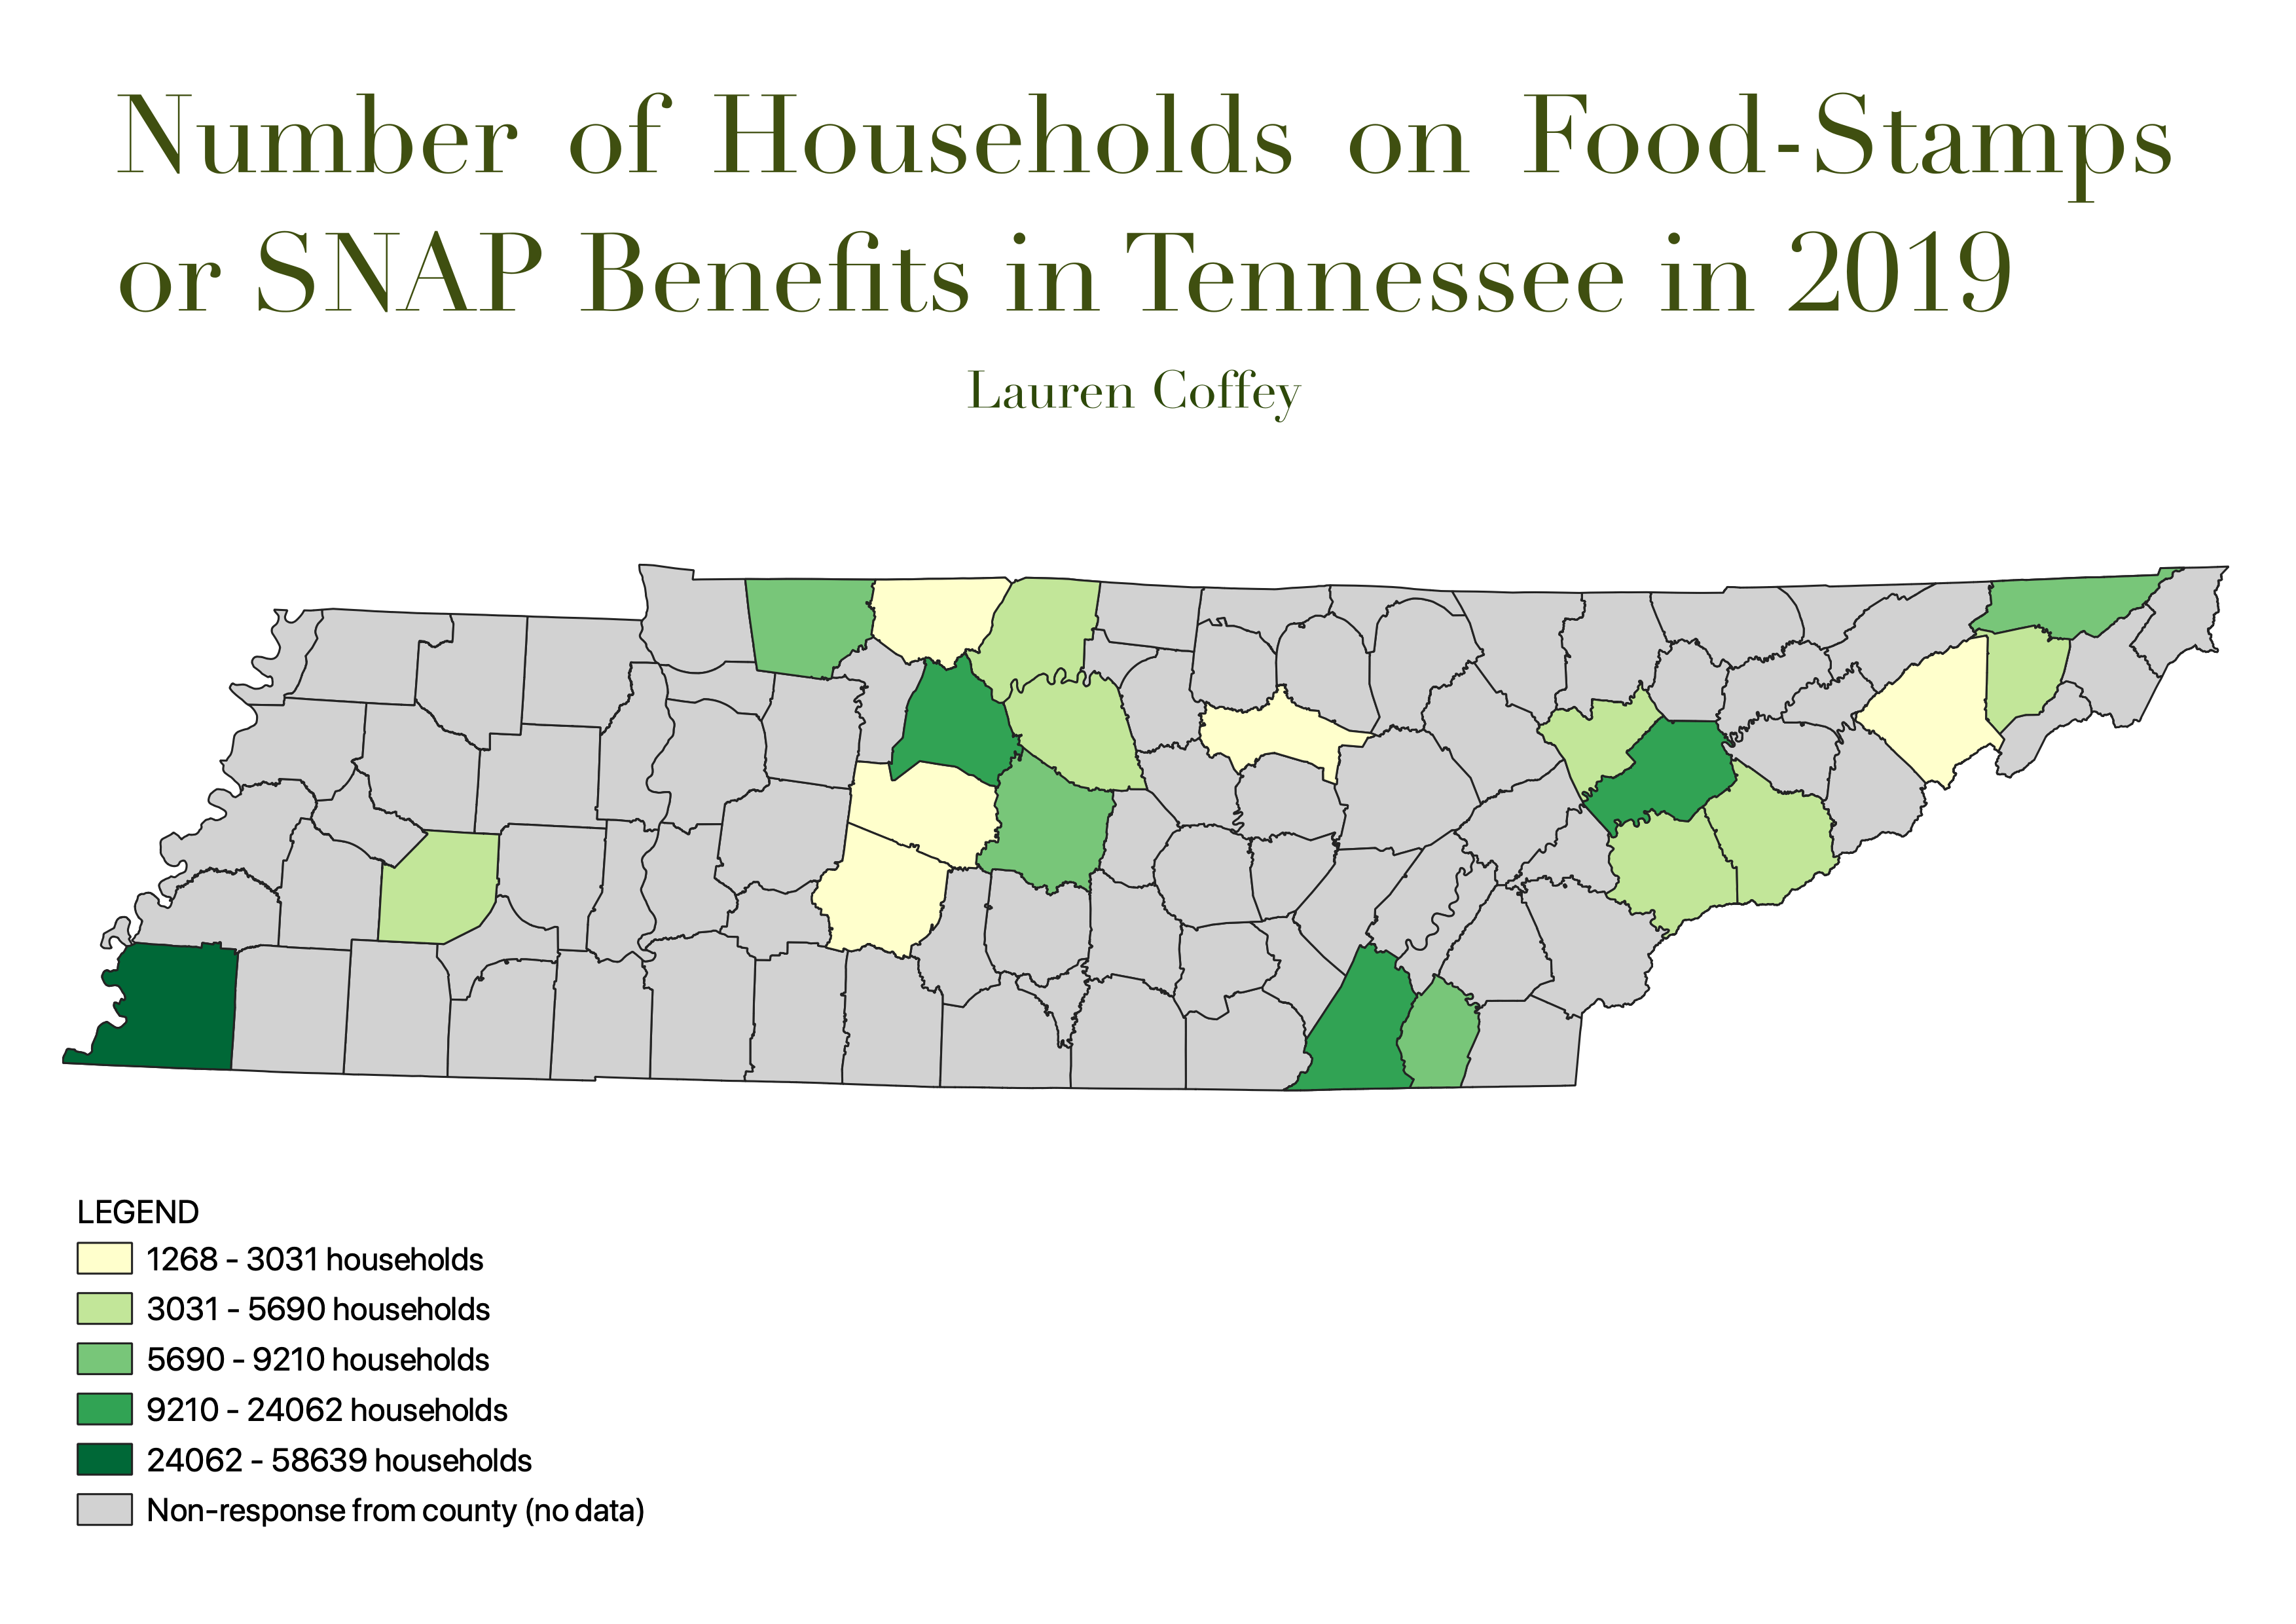 Number of Households on Food-Stamps
or SNAP Benefits in Tennessee in 2019
Lauren Coffey
LEGEND
1268 - 3031 households
3031 - 5690 households
5690 - 9210 households
9210 - 24062 households
24062 - 58639 households
Non-response from county (no data)